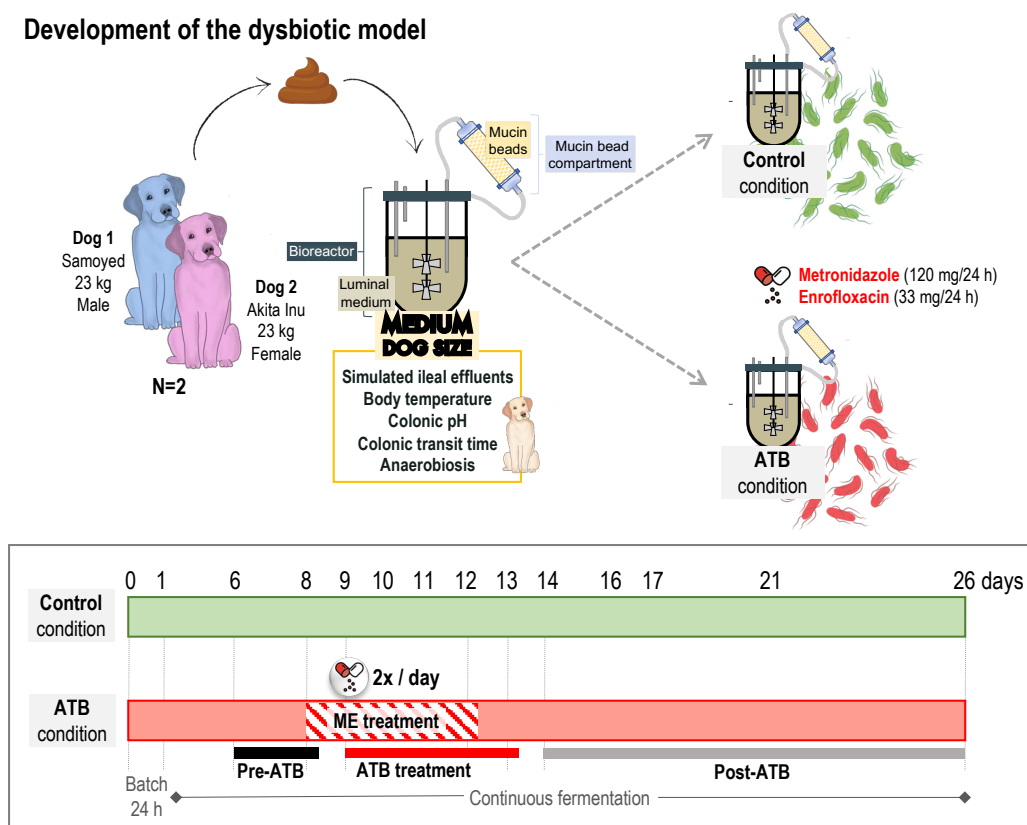 Development of the dysbiotic model
Mucin
beads
Mucin bead
compartment
Control
condition
Bioreactor
Luminal
medium
Dog 1
Samoyed
23 kg
Male
Dog 2
Akita Inu
23 kg
Female
N=2
MEDIUM
DOG SIZE
Simulated ileal effluents
Body temperature
Colonic pH
Colonic transit time
Anaerobiosis
Metronidazole (120 mg/24 h)
Enrofloxacin (33 mg/24 h)
ATB
condition
0 1 6 8 9 10 11 12 13 14 16 17 21 26 days
Control
condition
2x / day
ATB
condition
ME treatment
Pre-ATB ATB treatment Post-ATB
Batch
24 h
Continuous fermentation